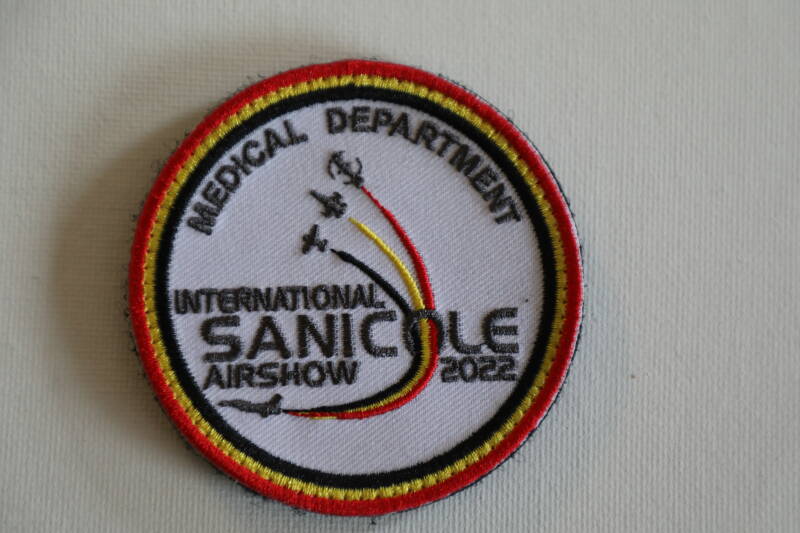 MEDICAL DEPARTMENT
INTERNATIONAL
SANICOLE
AIRSHOW 2022